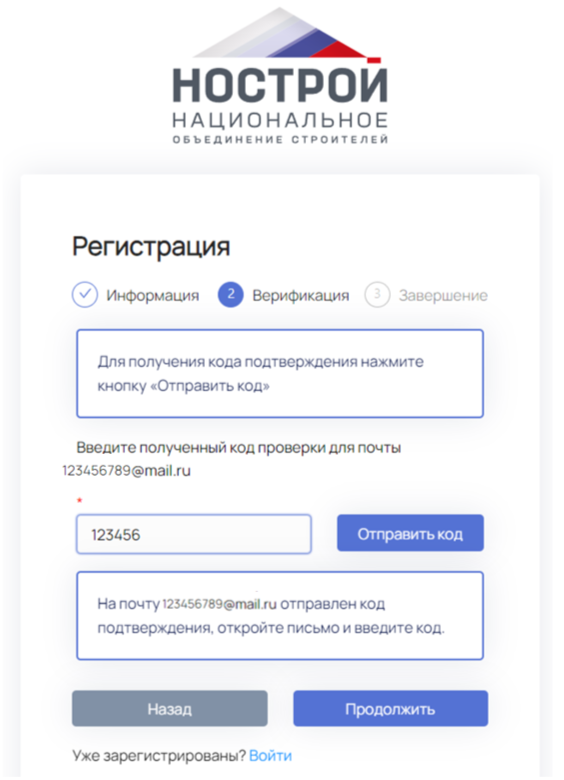 НОСТРОЙ
НАЦИОНАЛЬНОЕ
ОБЪЕДИНЕНИЕ СТРОИТЕЛЕЙ
Регистрация
Информация 2 Верификация 3 Завершение
Для получения кода подтверждения нажмите
кнопку «Отправить код»
Введите полученный код проверки для почты
123456789@mail.ru
*
123456 Отправить код
На почту 123456789@mail.ru отправлен код
подтверждения, откройте письмо и введите код.
Назад Продолжить
Уже зарегистрированы? Войти